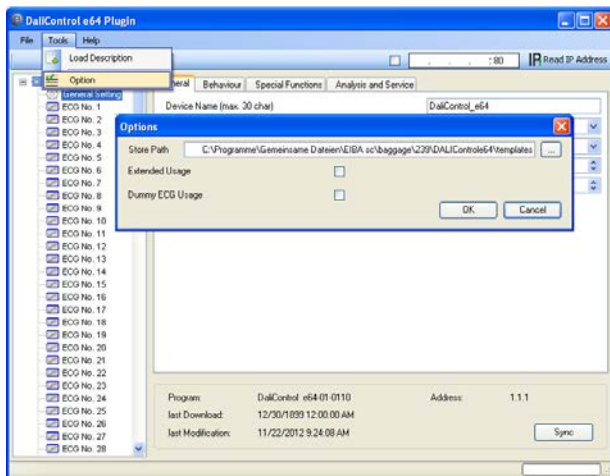 DaliControl e64 Plugin
File Tools Help
Load Description
Option
. . . :80
IP Read IP Address
General Setting
ECG No. 1
ECG No. 2
ECG No. 3
ECG No. 4
ECG No. 5
ECG No. 6
ECG No. 7
ECG No. 8
ECG No. 9
ECG No. 10
ECG No. 11
ECG No. 12
ECG No. 13
ECG No. 14
ECG No. 15
ECG No. 16
ECG No. 17
ECG No. 18
ECG No. 19
ECG No. 20
ECG No. 21
ECG No. 22
ECG No. 23
ECG No. 24
ECG No. 25
ECG No. 26
ECG No. 27
ECG No. 28
neral Behaviour Special Functions Analysis and Service
Device Name (max. 30 char) DaliControl_e64
Options
Store Path C:\Programme\Gemeinsame Dateien\EIBA sc\baggage\239\DALIControle64\templates ...
Extended Usage
Dummy ECG Usage
OK Cancel
Program: DaliControl e64-01-0110 Address: 1.1.1
last Download: 12/30/1899 12:00:00 AM
last Modification: 11/22/2012 9:24:08 AM
Sync